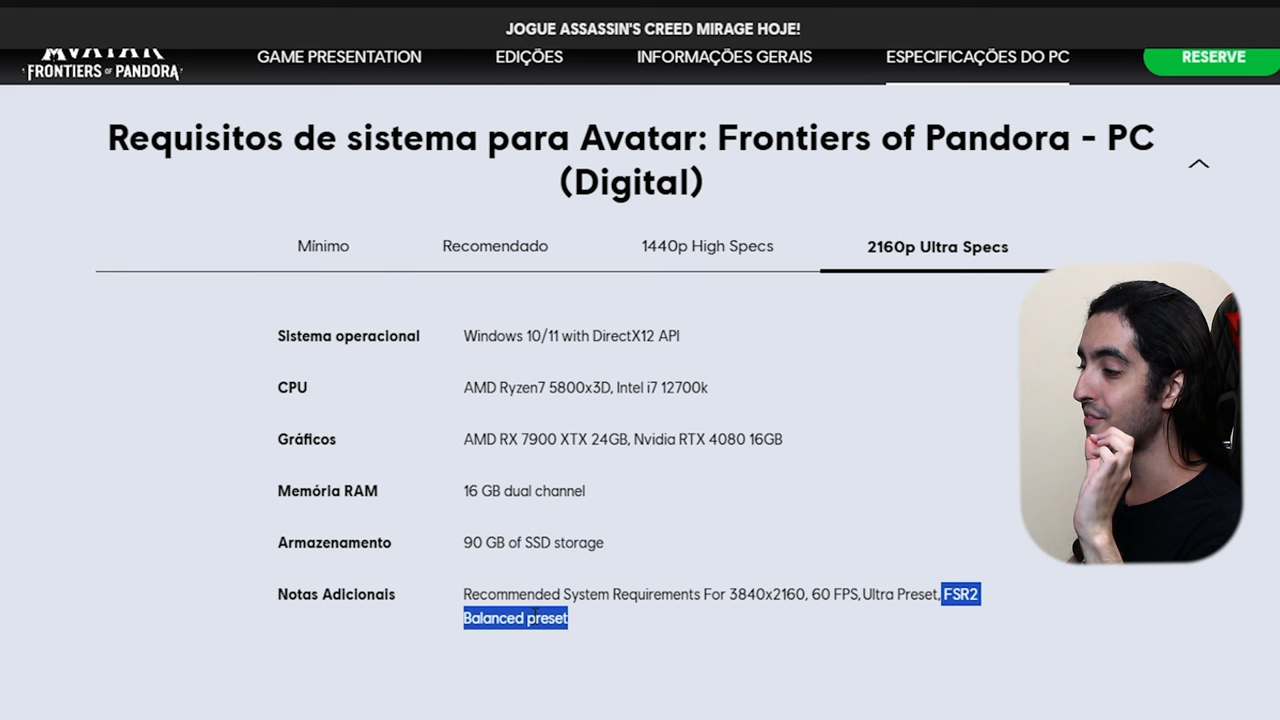 JOGUE ASSASSIN'S CREED MIRAGE HOJE!
AVATAR
FRONTIERS OF PANDORA
GAME PRESENTATION
EDIÇÕES
INFORMAÇÕES GERAIS
ESPECIFICAÇÕES DO PC
RESERVE
Requisitos de sistema para Avatar: Frontiers of Pandora - PC
(Digital)
Mínimo
Recomendado
1440p High Specs
2160p Ultra Specs
Sistema operacional Windows 10/11 with DirectX12 API
CPU AMD Ryzen7 5800x3D, Intel i7 12700k
Gráficos AMD RX 7900 XTX 24GB, Nvidia RTX 4080 16GB
Memória RAM 16 GB dual channel
Armazenamento 90 GB of SSD storage
Notas Adicionais Recommended System Requirements For 3840x2160, 60 FPS, Ultra Preset, FSR2
Balanced preset